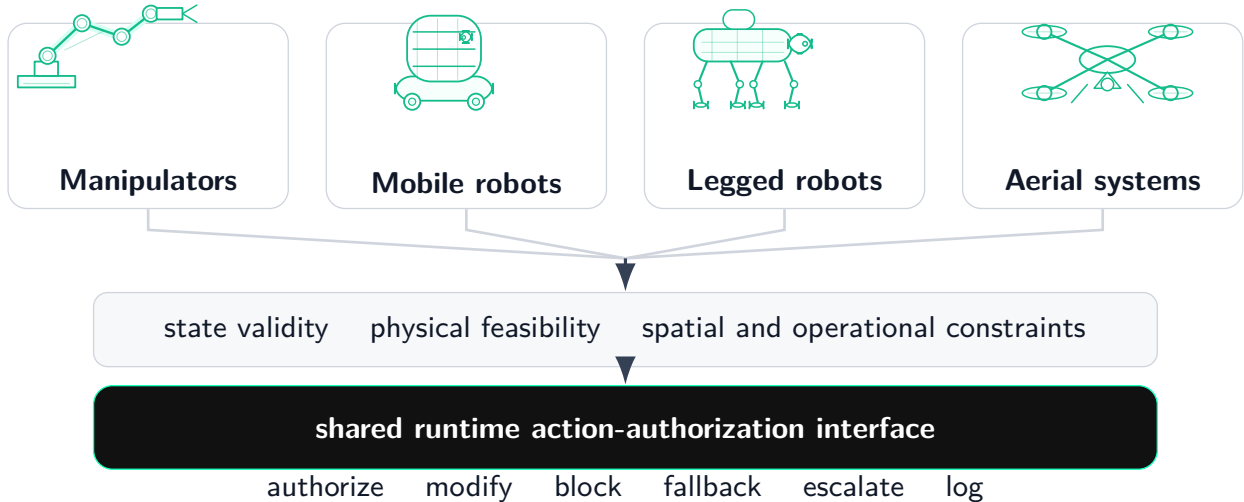 Manipulators Mobile robots Legged robots Aerial systems
state validity physical feasibility spatial and operational constraints
shared runtime action-authorization interface
authorize modify block fallback escalate log